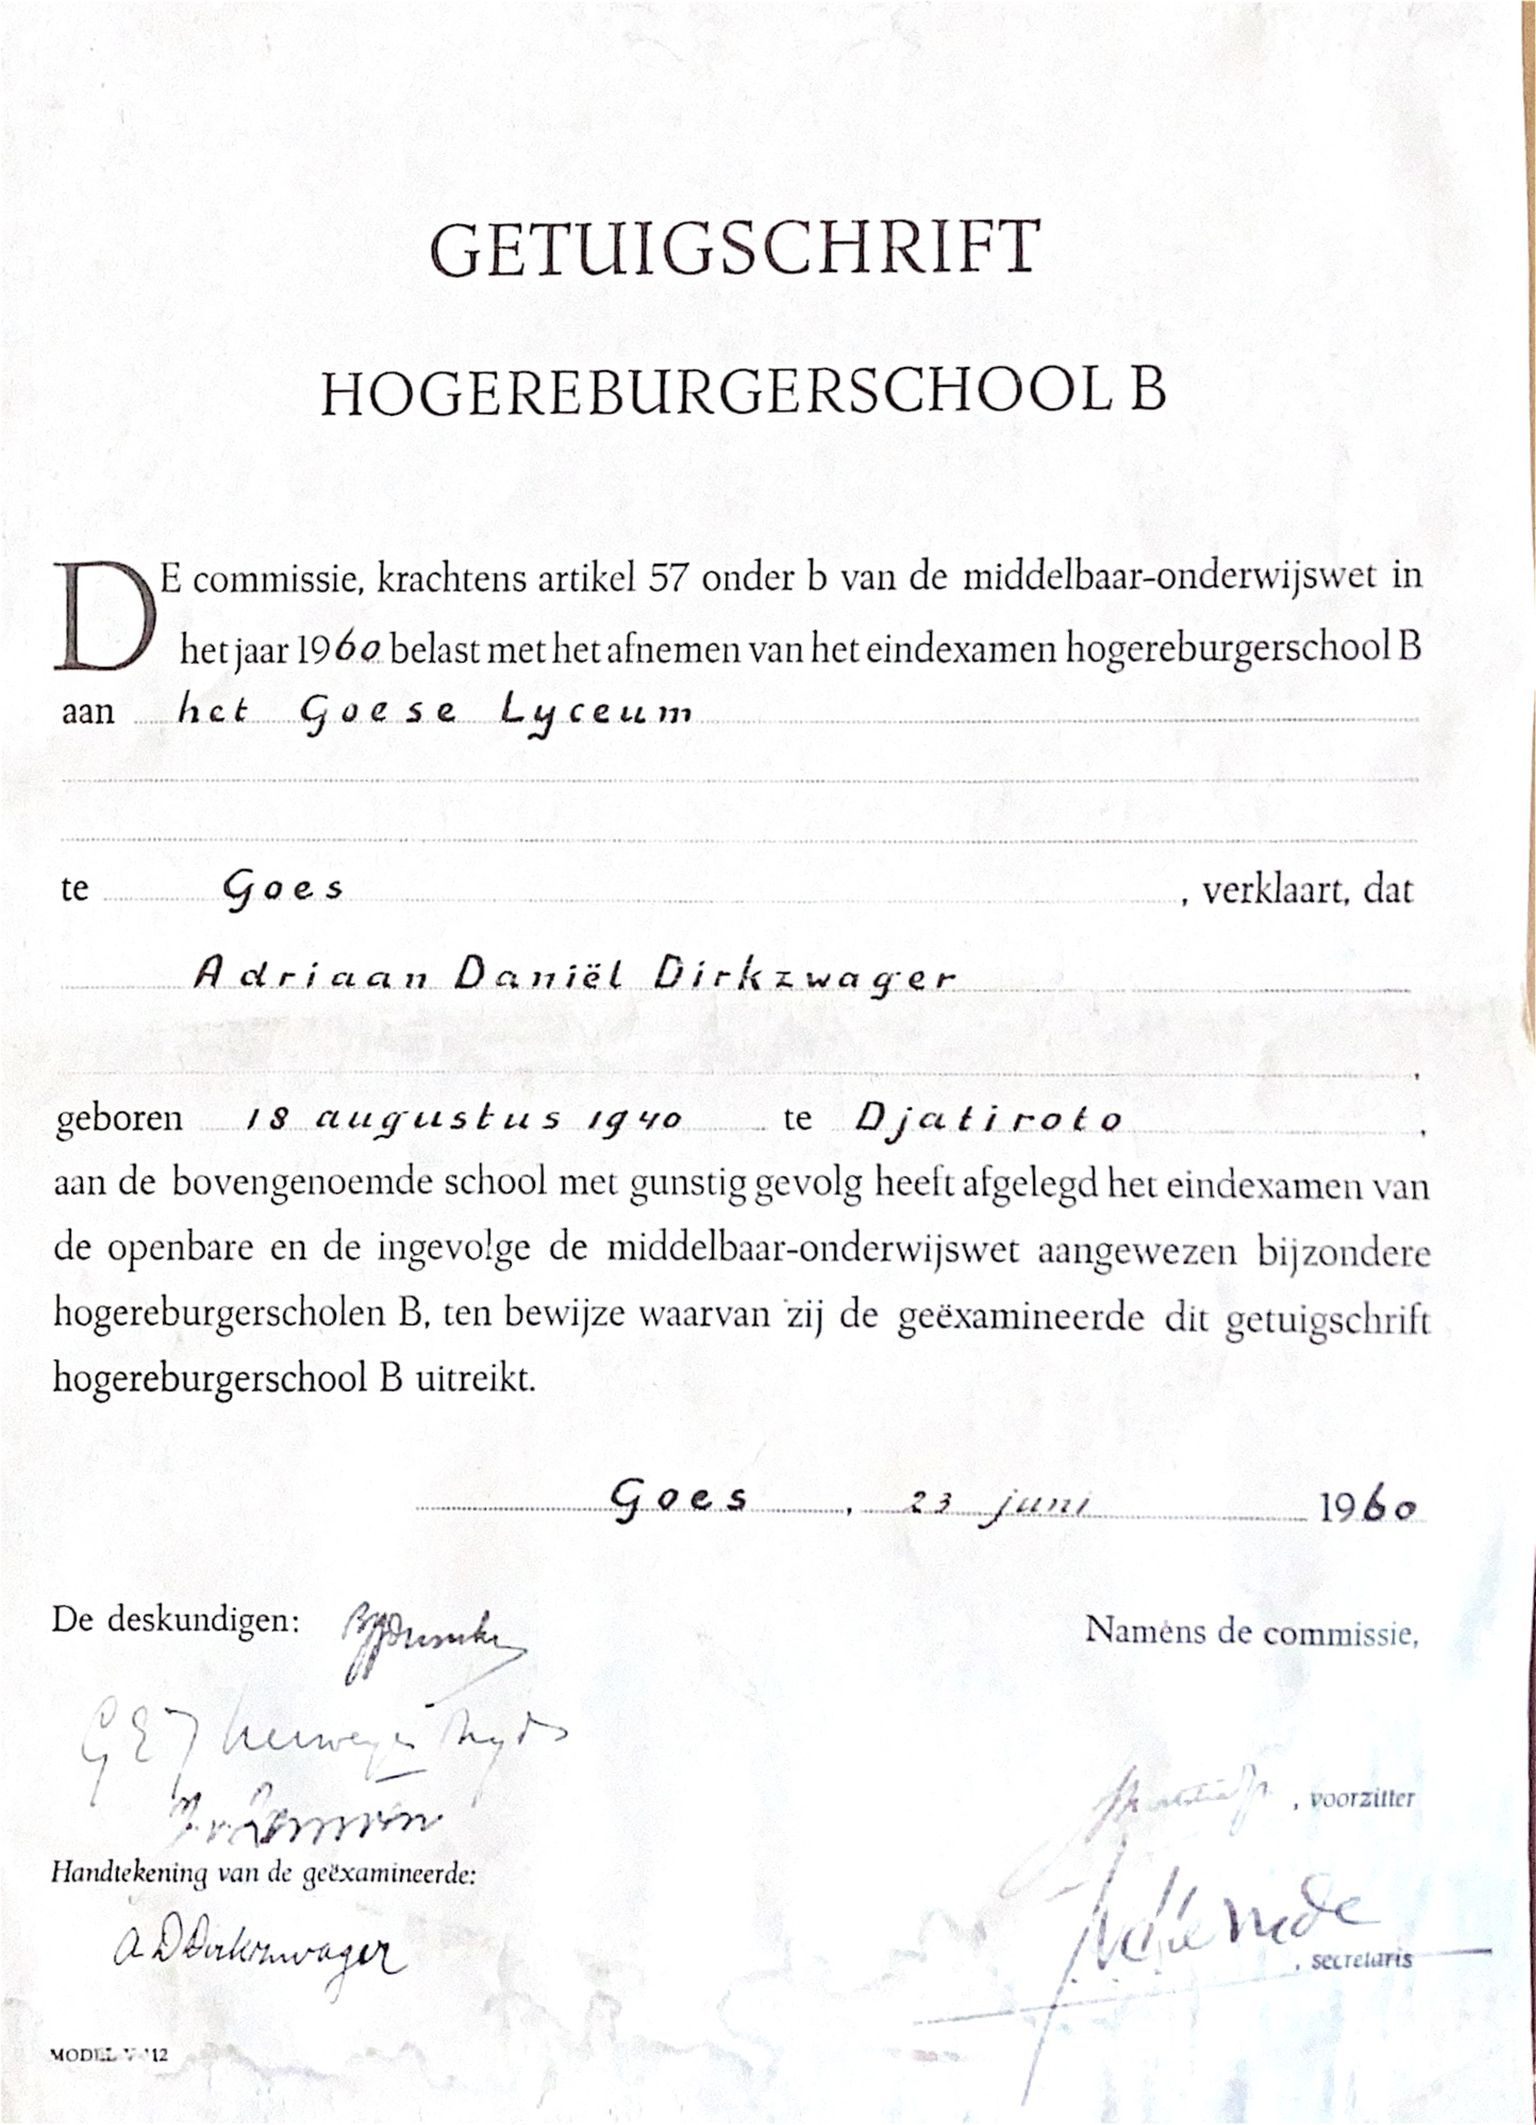 GETUIGSCHRIFT
HOGEREBURGERSCHOOL B
DE commissie, krachtens artikel 57 onder b van de middelbaar-onderwijswet in
het jaar 1960 belast met het afnemen van het eindexamen hogereburgerschool B
aan het Goese Lyceum
te Goes , verklaart, dat
Adriaan Daniël Dirkzwager
,
geboren 18 augustus 1940 te Djatiroto ,
aan de bovengenoemde school met gunstig gevolg heeft afgelegd het eindexamen van
de openbare en de ingevolge de middelbaar-onderwijswet aangewezen bijzondere
hogereburgerscholen B, ten bewijze waarvan zij de geëxamineerde dit getuigschrift
hogereburgerschool B uitreikt.
Goes , 23 juni 1960
De deskundigen:
Namens de commissie,
, voorzitter
Handtekening van de geëxamineerde:
A D Dirkzwager
, secretaris
MODEL